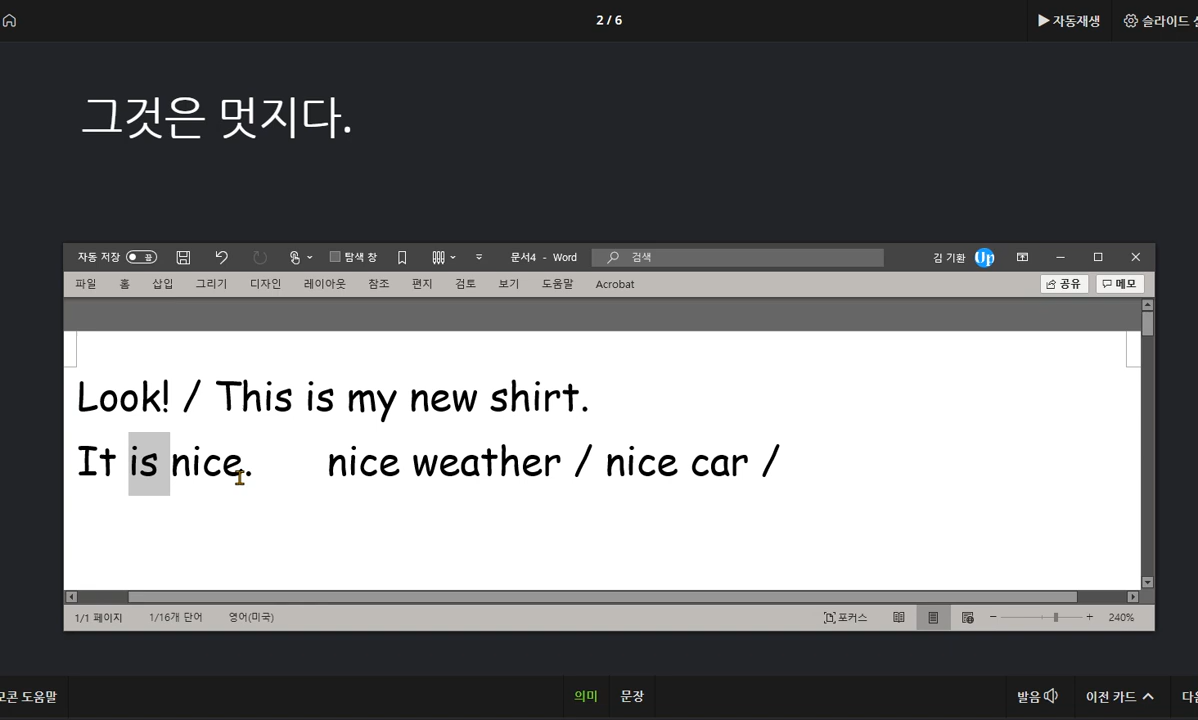 2 / 6
자동재생
슬라이드
그것은 멋지다.
자동 저장 끔
탐색 창
문서4 - Word
검색
김 기환
Up
파일 홈 삽입 그리기 디자인 레이아웃 참조 편지 검토 보기 도움말 Acrobat
공유
메모
Look! / This is my new shirt.
It is nice. nice weather / nice car /
1/1 페이지
1/16개 단어
영어(미국)
포커스
240%
도움말
의미
문장
발음
이전 카드